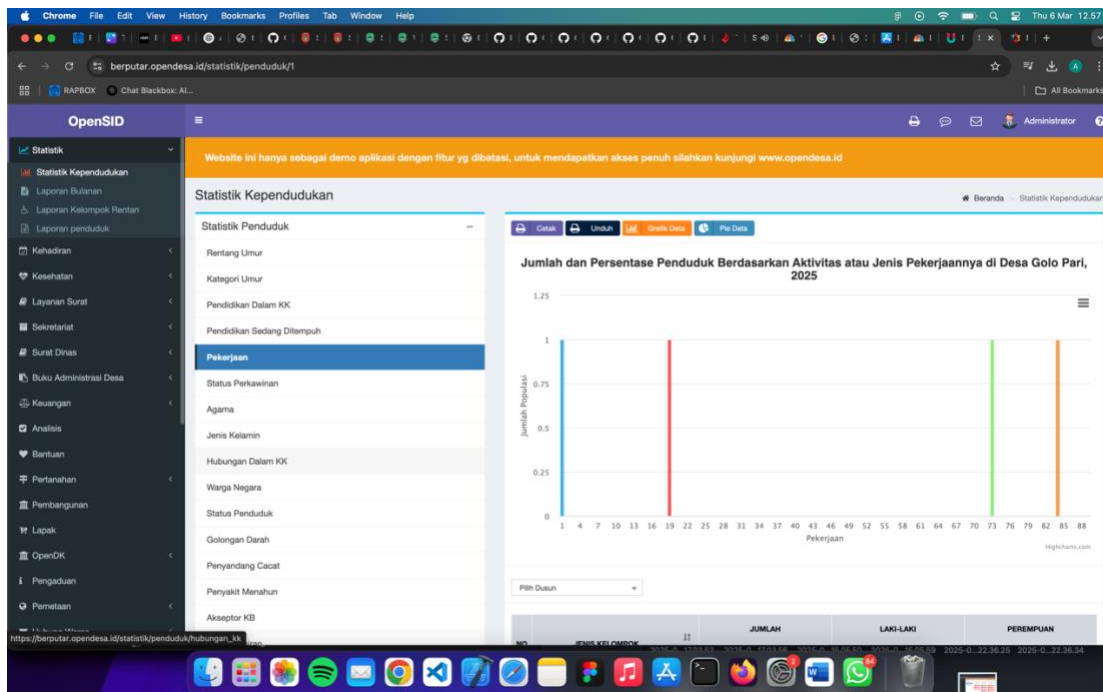 Chrome File Edit View History Bookmarks Profiles Tab Window Help
Thu 6 Mar 12.57
berputar.opendesa.id/statistik/penduduk/1
RAPBOX Chat Blackbox: AI...
All Bookmarks
OpenSID
Administrator
Statistik
Statistik Kependudukan
Laporan Bulanan
Laporan Kelompok Rentan
Laporan penduduk
Kehadiran
Kesehatan
Layanan Surat
Sekretariat
Surat Dinas
Buku Administrasi Desa
Keuangan
Analisis
Bantuan
Pertanahan
Pembangunan
Lapak
OpenDK
Pengaduan
Pemetaan
https://berputar.opendesa.id/statistik/penduduk/hubungan_kk
Website ini hanya sebagai demo aplikasi dengan fitur yg dibatasi, untuk mendapatkan akses penuh silahkan kunjungi www.opendesa.id
Statistik Kependudukan
Beranda > Statistik Kependudukan
Statistik Penduduk
Rentang Umur
Kategori Umur
Pendidikan Dalam KK
Pendidikan Sedang Ditempuh
Pekerjaan
Status Perkawinan
Agama
Jenis Kelamin
Hubungan Dalam KK
Warga Negara
Status Penduduk
Golongan Darah
Penyandang Cacat
Penyakit Menahun
Akseptor KB
Cetak Unduh Grafik Data Pie Data
Jumlah dan Persentase Penduduk Berdasarkan Aktivitas atau Jenis Pekerjaannya di Desa Golo Pari,
2025
1.25
1
0.75
0.5
0.25
0
Jumlah Populasi
1 4 7 10 13 16 19 22 25 28 31 34 37 40 43 46 49 52 55 58 61 64 67 70 73 76 79 82 85 88
Pekerjaan
Highcharts.com
Pilih Dusun
JUMLAH LAKI-LAKI PEREMPUAN
NO JENIS KELOMPOK